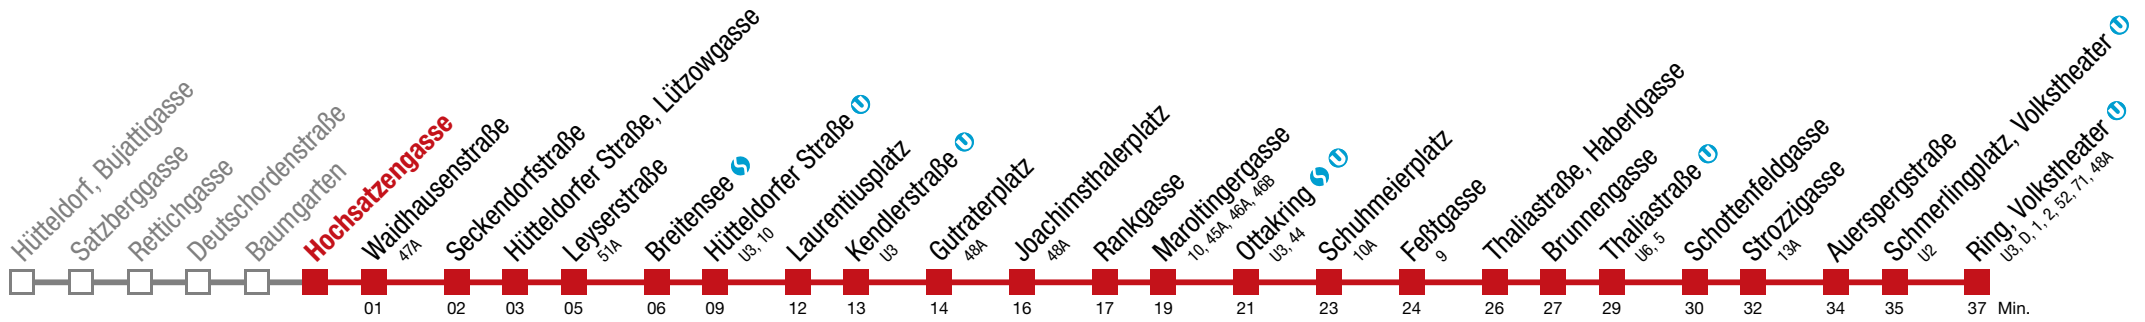 Hütteldorf, Bujattigasse
Satzberggasse
Rettichgasse
Deutschordenstraße
Baumgarten
Hochsatzengasse
Waidhausenstraße
47A
Seckendorfstraße
Hütteldorfer Straße, Lützowgasse
Leyserstraße
51A
Breitensee
Hütteldorfer Straße U
U3, 10
Laurentiusplatz
Kendlerstraße U
U3
Gutraterplatz
48A
Joachimsthalerplatz
48A
Rankgasse
Maroltingergasse
10, 45A, 46A, 46B
Ottakring U
U3, 44
Schuhmeierplatz
10A
Feßtgasse
9
Thaliastraße, Haberlgasse
Brunnengasse
Thaliastraße U
U6, 5
Schottenfeldgasse
Strozzigasse
13A
Auerspergstraße
Schmerlingplatz, Volkstheater U
U2
Ring, Volkstheater U
U3, D, 1, 2, 52, 71, 48A
01 02 03 05 06 09 12 13 14 16 17 19 21 23 24 26 27 29 30 32 34 35 37 Min.